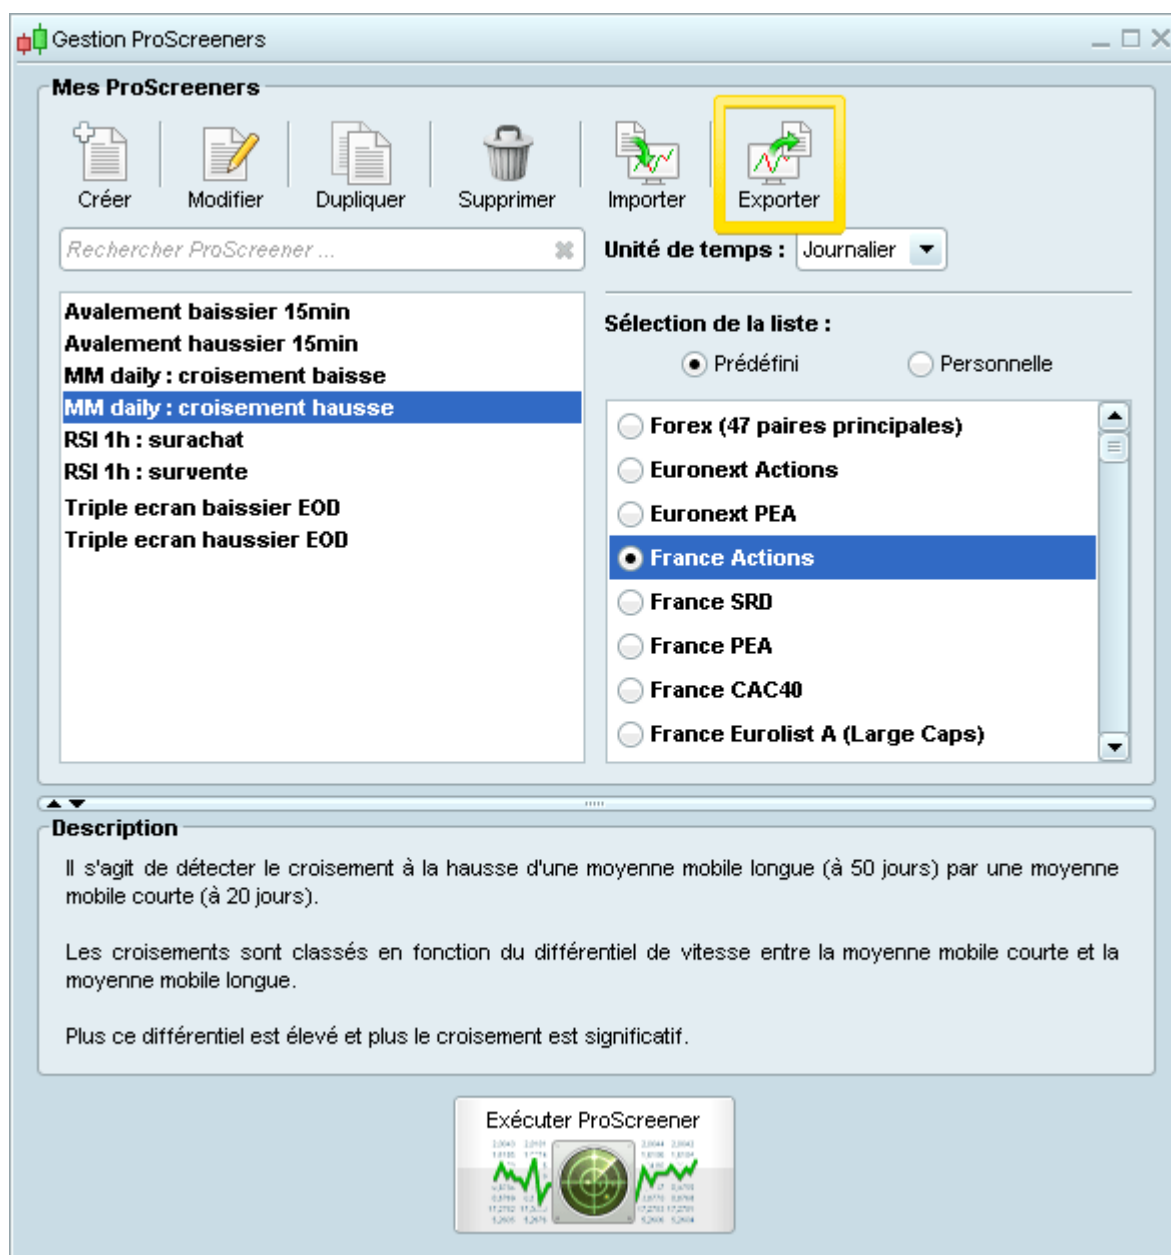 Gestion ProScreeners
Mes ProScreeners
Créer
Modifier
Dupliquer
Supprimer
Importer
Exporter
Rechercher ProScreener ...
Unité de temps :
Journalier
Avalement baissier 15min
Avalement haussier 15min
MM daily : croisement baisse
MM daily : croisement hausse
RSI 1h : surachat
RSI 1h : survente
Triple ecran baissier EOD
Triple ecran haussier EOD
Sélection de la liste :
Prédéfini
Personnelle
Forex (47 paires principales)
Euronext Actions
Euronext PEA
France Actions
France SRD
France PEA
France CAC40
France Eurolist A (Large Caps)
Description
Il s'agit de détecter le croisement à la hausse d'une moyenne mobile longue (à 50 jours) par une moyenne
mobile courte (à 20 jours).
Les croisements sont classés en fonction du différentiel de vitesse entre la moyenne mobile courte et la
moyenne mobile longue.
Plus ce différentiel est élevé et plus le croisement est significatif.
Exécuter ProScreener